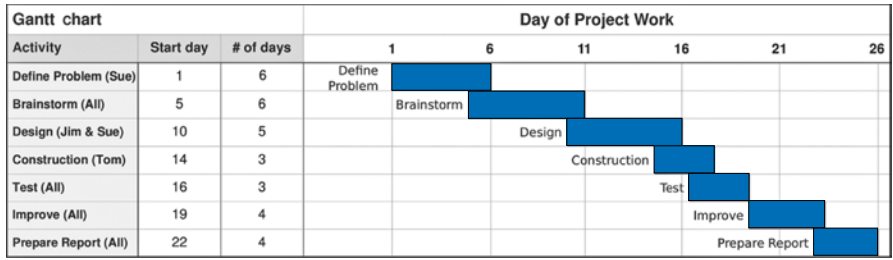 Gantt chart Day of Project Work
Activity Start day # of days 1 6 11 16 21 26
Define Problem (Sue) 1 6 Define
Problem
Brainstorm (All) 5 6 Brainstorm
Design (Jim & Sue) 10 5 Design
Construction (Tom) 14 3 Construction
Test (All) 16 3 Test
Improve (All) 19 4 Improve
Prepare Report (All) 22 4 Prepare Report